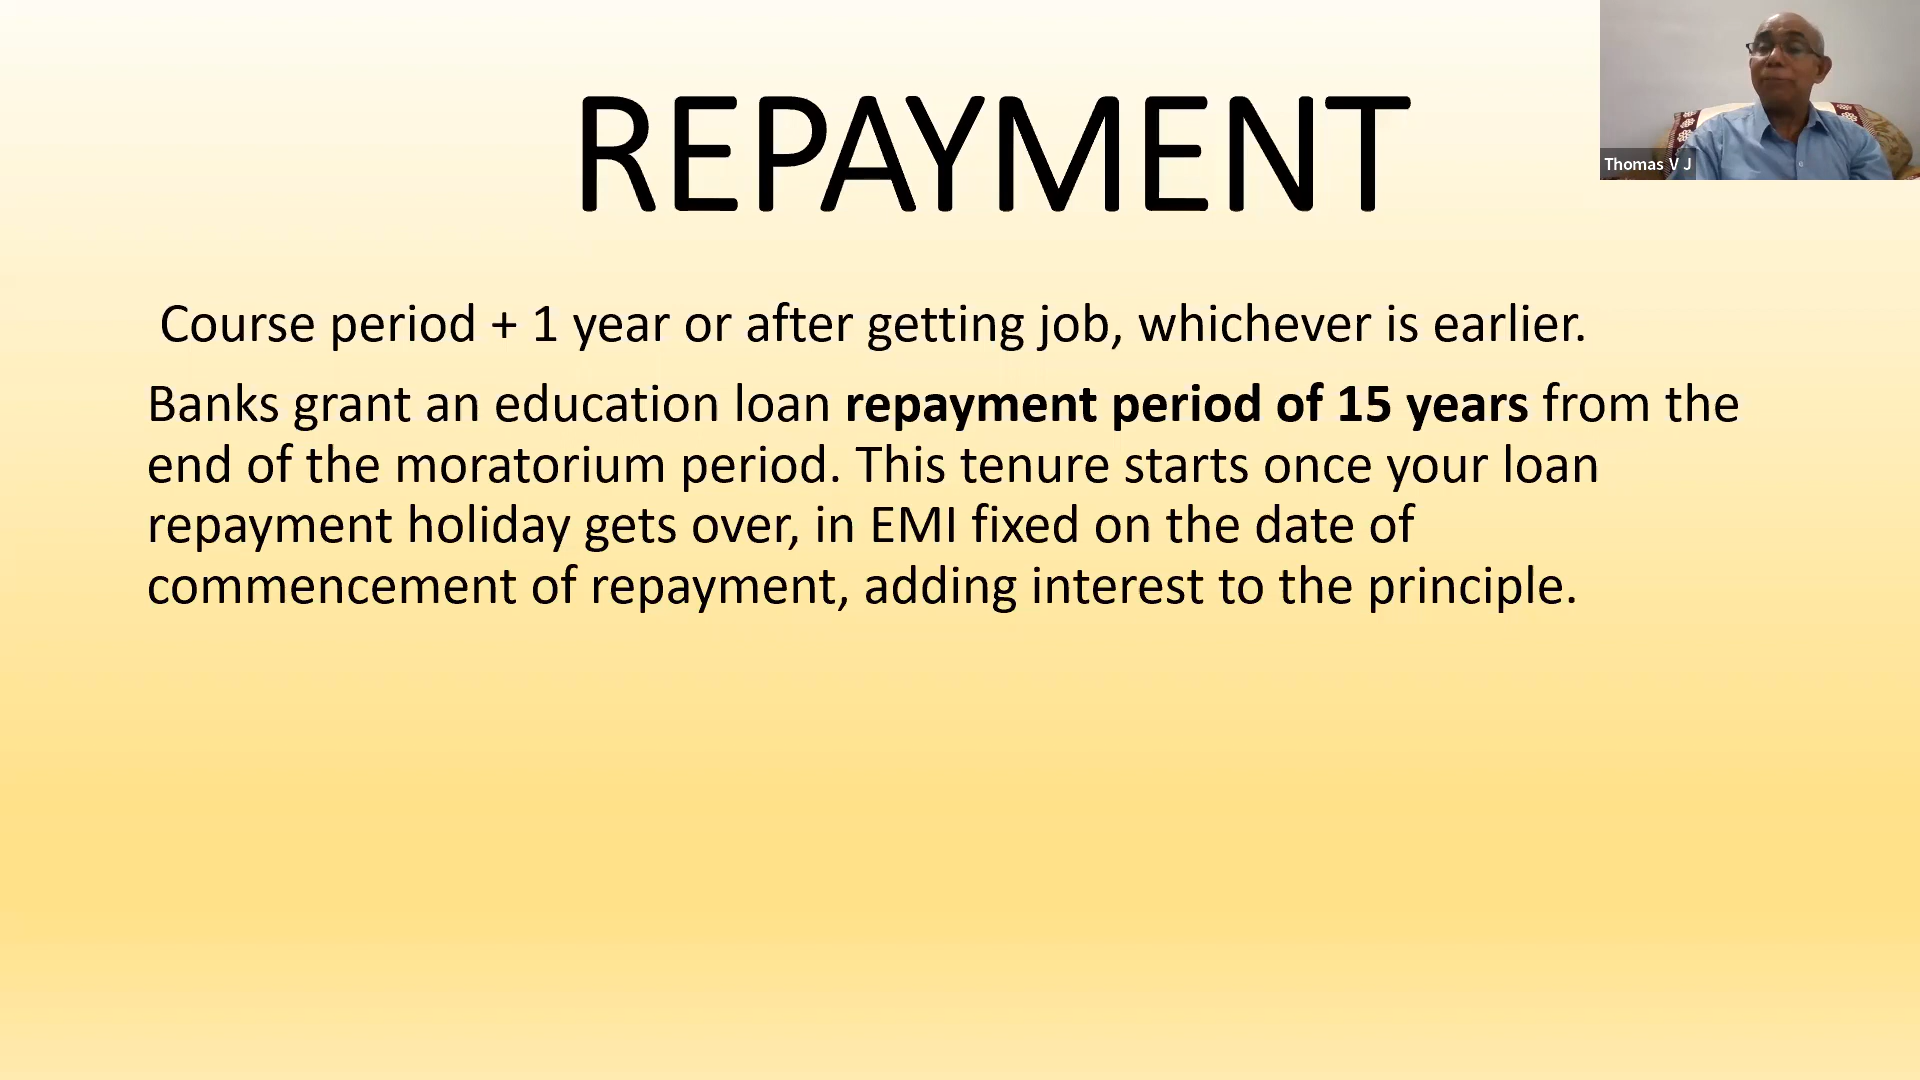 REPAYMENT
Thomas V J
Course period + 1 year or after getting job, whichever is earlier.
Banks grant an education loan repayment period of 15 years from the
end of the moratorium period. This tenure starts once your loan
repayment holiday gets over, in EMI fixed on the date of
commencement of repayment, adding interest to the principle.